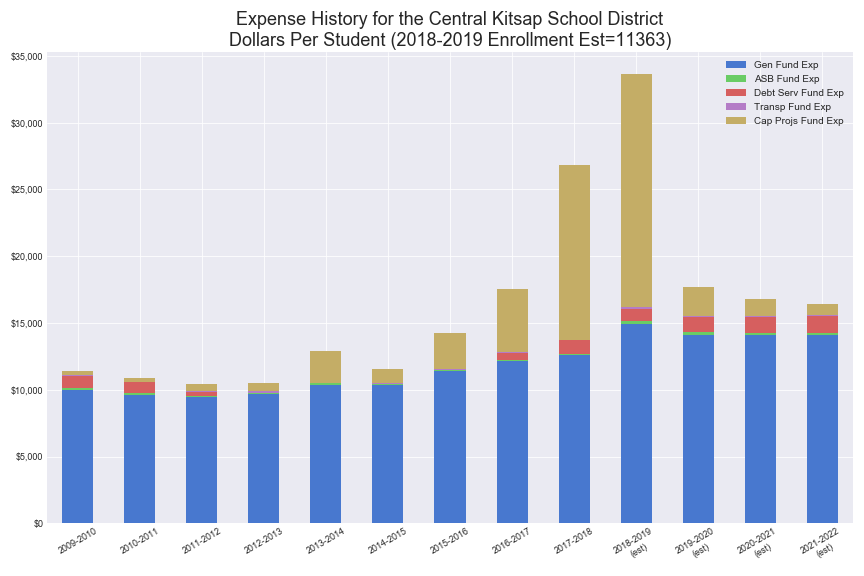 Expense History for the Central Kitsap School District
Dollars Per Student (2018-2019 Enrollment Est=11363)
Gen Fund Exp
ASB Fund Exp
Debt Serv Fund Exp
Transp Fund Exp
Cap Projs Fund Exp
$35,000
$30,000
$25,000
$20,000
$15,000
$10,000
$5,000
$0
2009-2010
2010-2011
2011-2012
2012-2013
2013-2014
2014-2015
2015-2016
2016-2017
2017-2018
2018-2019
(est)
2019-2020
(est)
2020-2021
(est)
2021-2022
(est)